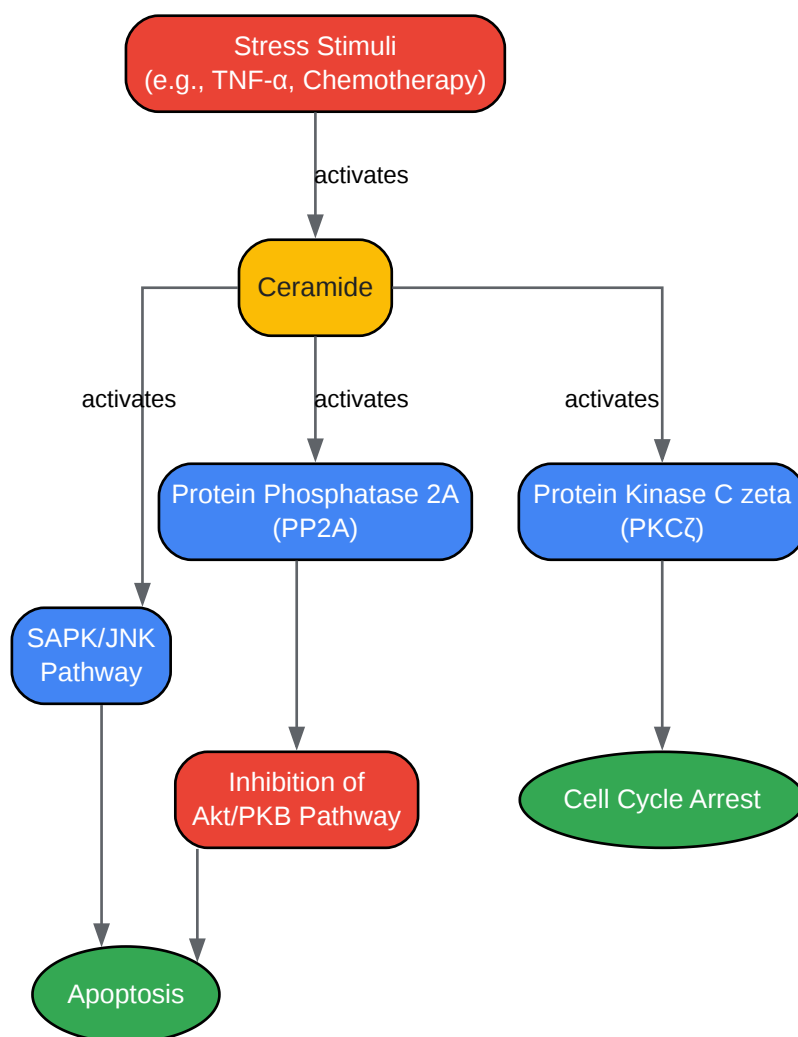 Stress Stimuli
(e.g., TNF-α, Chemotherapy)
activates
Ceramide
activates
activates
activates
Protein Phosphatase 2A
(PP2A)
Protein Kinase C zeta
(PKCζ)
SAPK/JNK
Pathway
Inhibition of
Akt/PKB Pathway
Cell Cycle Arrest
Apoptosis